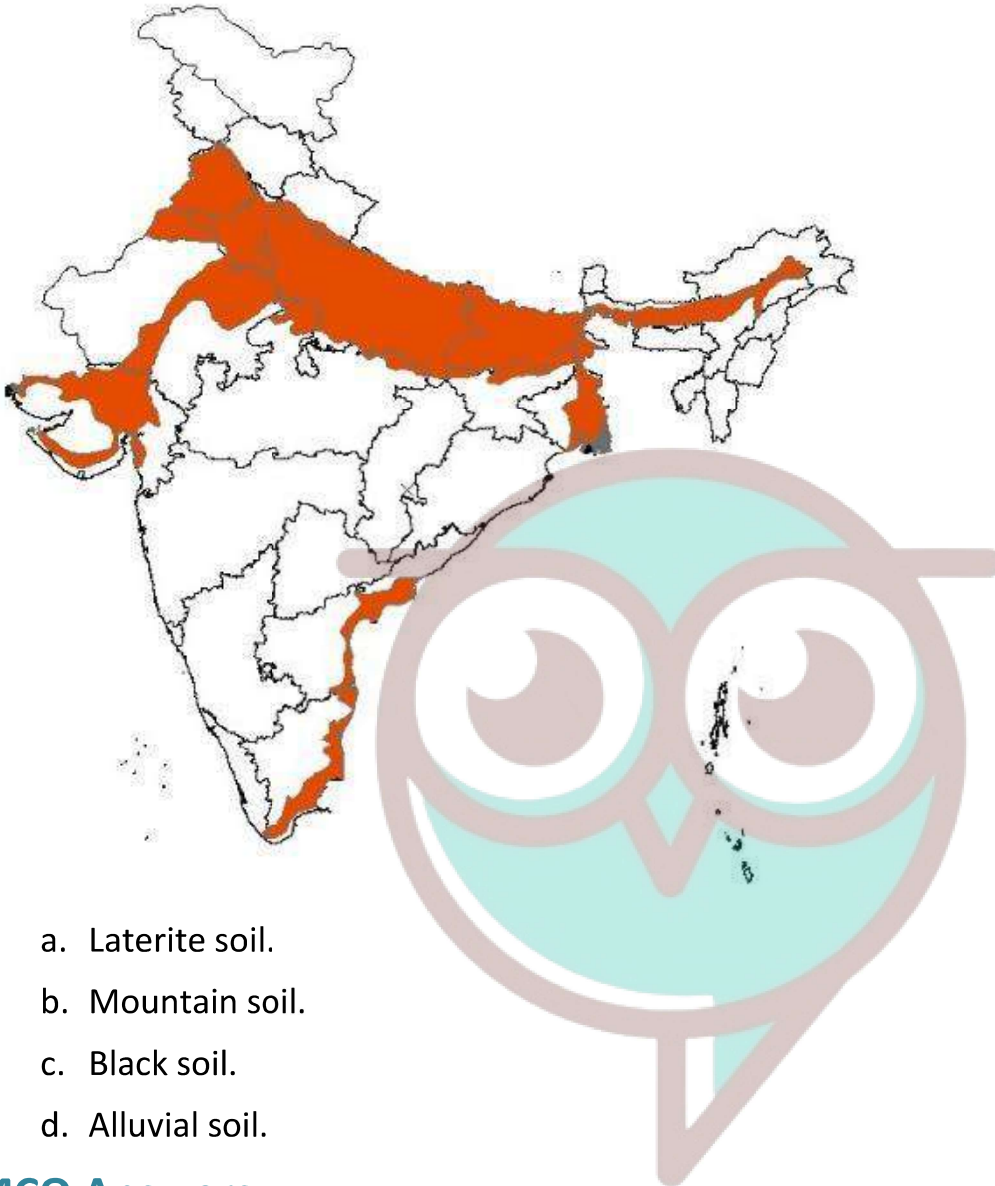 a. Laterite soil.
b. Mountain soil.
c. Black soil.
d. Alluvial soil.